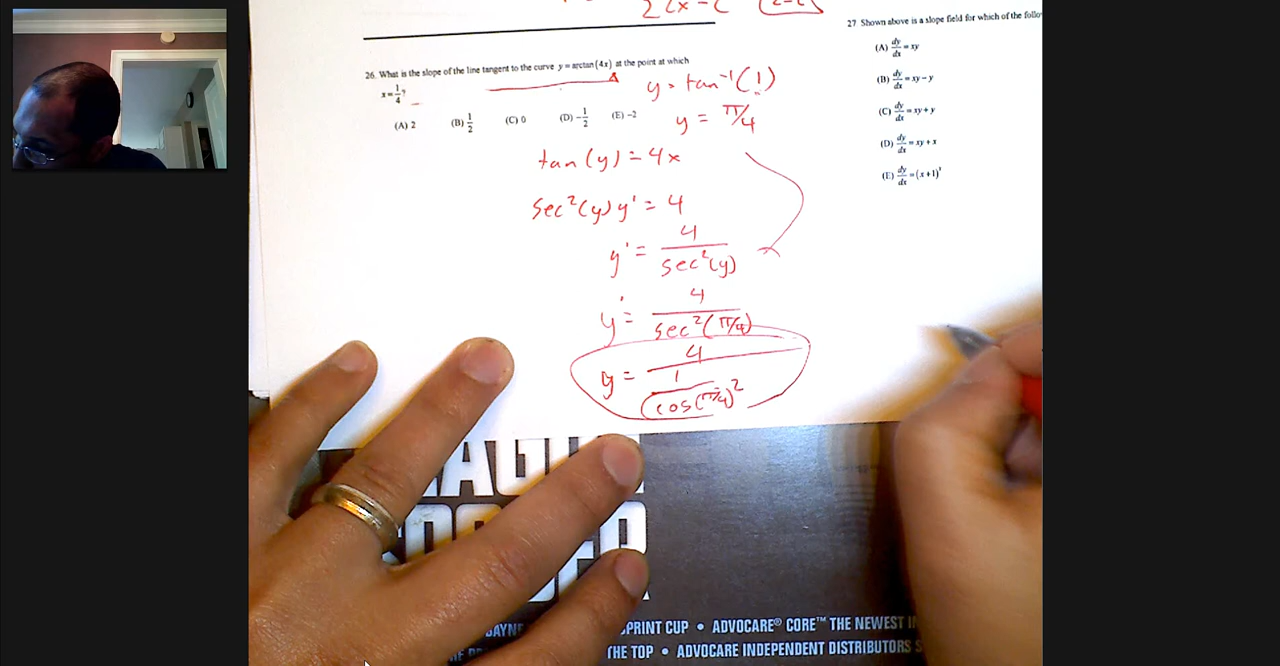 2(x-2
26. What is the slope of the line tangent to the curve y = arctan(4x) at the point at which
x = 1/4?
(A) 2 (B) 1/2 (C) 0 (D) -1/2 (E) -2
y = tan⁻¹(1)
y = π/4
tan(y) = 4x
sec²(y) y' = 4
y' = 4/sec²(y)
y' = 4/sec²(π/4)
y = 4/(1/cos(π/4)²)
27 Shown above is a slope field for which of the follo
(A) dy/dx = xy
(B) dy/dx = xy - y
(C) dy/dx = xy + y
(D) dy/dx = xy + x
(E) dy/dx = (x + 1)³
PRINT CUP • ADVOCARE® CORE™ THE NEWEST
THE TOP • ADVOCARE INDEPENDENT DISTRIBUTORS